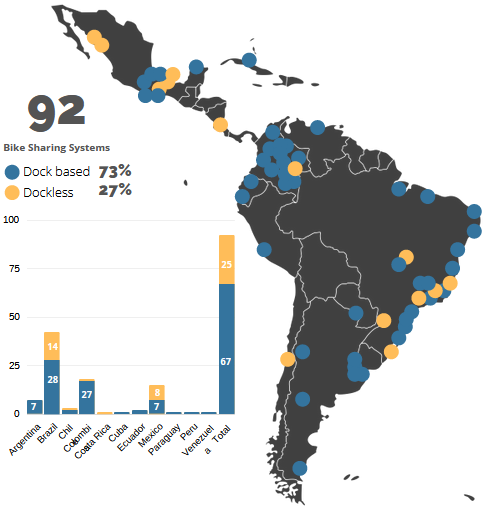 92
Bike Sharing Systems
Dock based 73%
Dockless 27%
100
75
50
25
0
25
67
14
28
7
27
8
7
Argentina
Brazil
Chil
Colombi
Costa Rica
Cuba
Ecuador
Mexico
Paraguay
Peru
Venezuel
a
Total